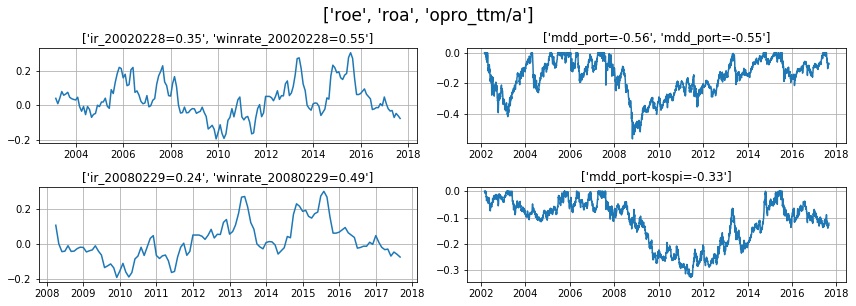 ['roe', 'roa', 'opro_ttm/a']
['ir_20020228=0.35', 'winrate_20020228=0.55']
0.2
0.0
−0.2
2004 2006 2008 2010 2012 2014 2016 2018
['mdd_port=-0.56', 'mdd_port=-0.55']
0.0
−0.2
−0.4
2002 2004 2006 2008 2010 2012 2014 2016 2018
['ir_20080229=0.24', 'winrate_20080229=0.49']
0.2
0.0
−0.2
2008 2009 2010 2011 2012 2013 2014 2015 2016 2017 2018
['mdd_port-kospi=-0.33']
0.0
−0.1
−0.2
−0.3
2002 2004 2006 2008 2010 2012 2014 2016 2018